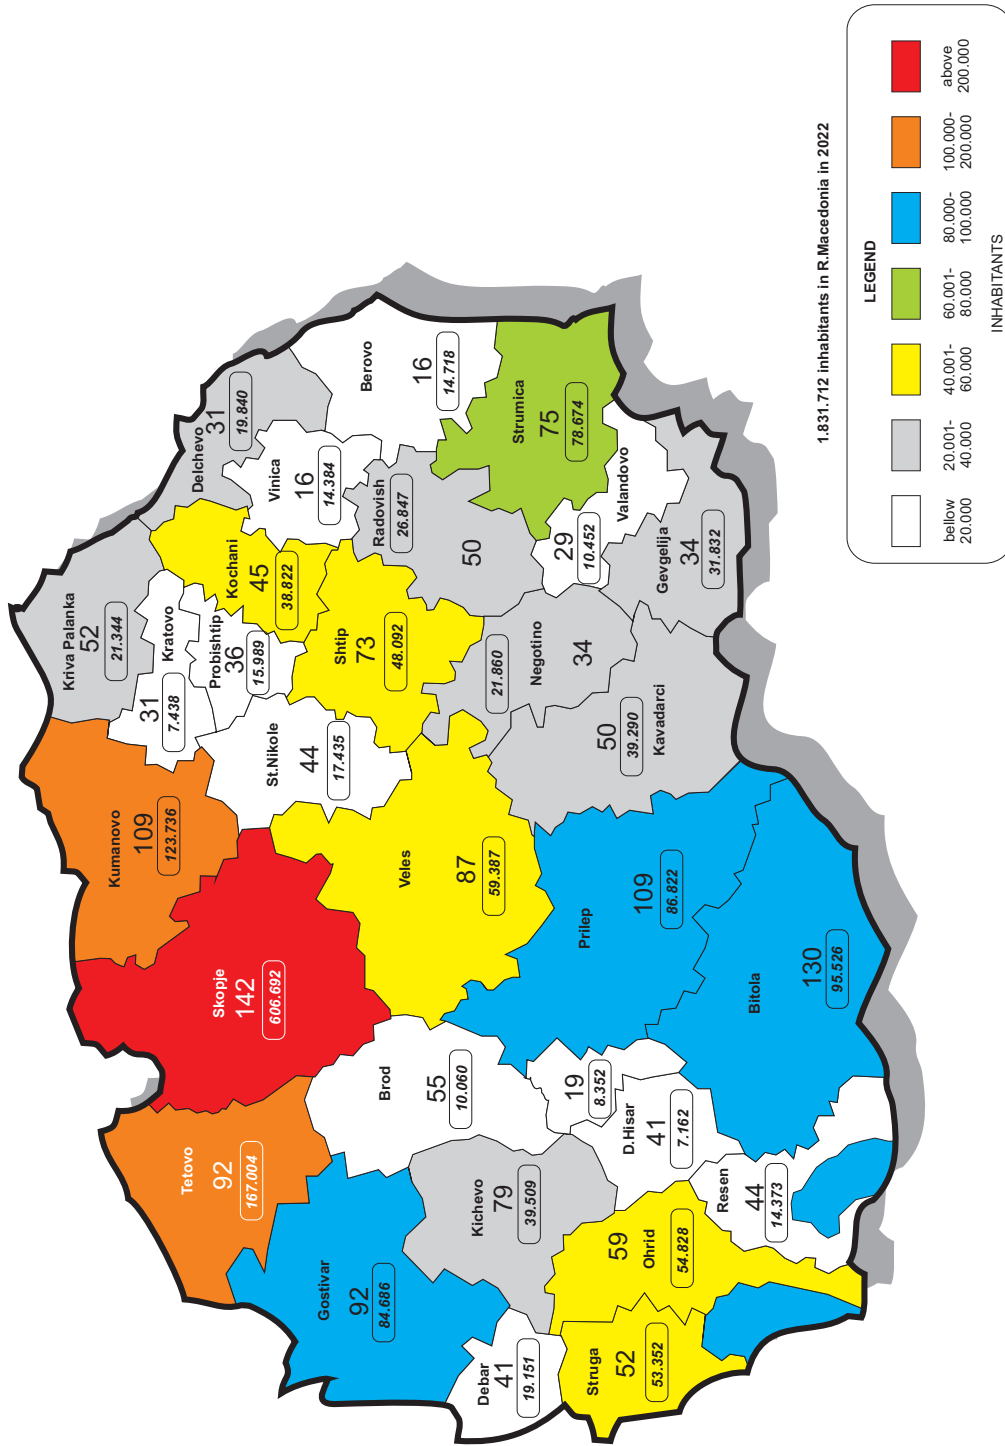 Kriva Palanka
52
21.344
Kumanovo
109
123.736
Kratovo
31
7.438
Probishtip
36
15.989
Delchevo
31
19.840
Kochani
45
38.822
Vinica
16
14.384
Berovo
16
14.718
Skopje
142
606.692
St.Nikole
44
17.435
Shtip
73
48.092
Radovish
26.847
50
Tetovo
92
167.004
Veles
87
59.387
Strumica
75
78.674
Gostivar
92
84.686
Brod
55
10.060
21.860
Negotino
34
29
10.452
Valandovo
Kichevo
79
39.509
Prilep
109
86.822
50
39.290
Kavadarci
Gevgelija
34
31.832
Debar
41
19.151
19
8.352
D.Hisar
41
7.162
Struga
52
53.352
59
Ohrid
54.828
Resen
44
14.373
Bitola
130
95.526
1.831.712 inhabitants in R.Macedonia in 2022
LEGEND
bellow
20.000
20.001-
40.000
40.001-
60.000
60.001-
80.000
80.000-
100.000
100.000-
200.000
above
200.000
INHABITANTS